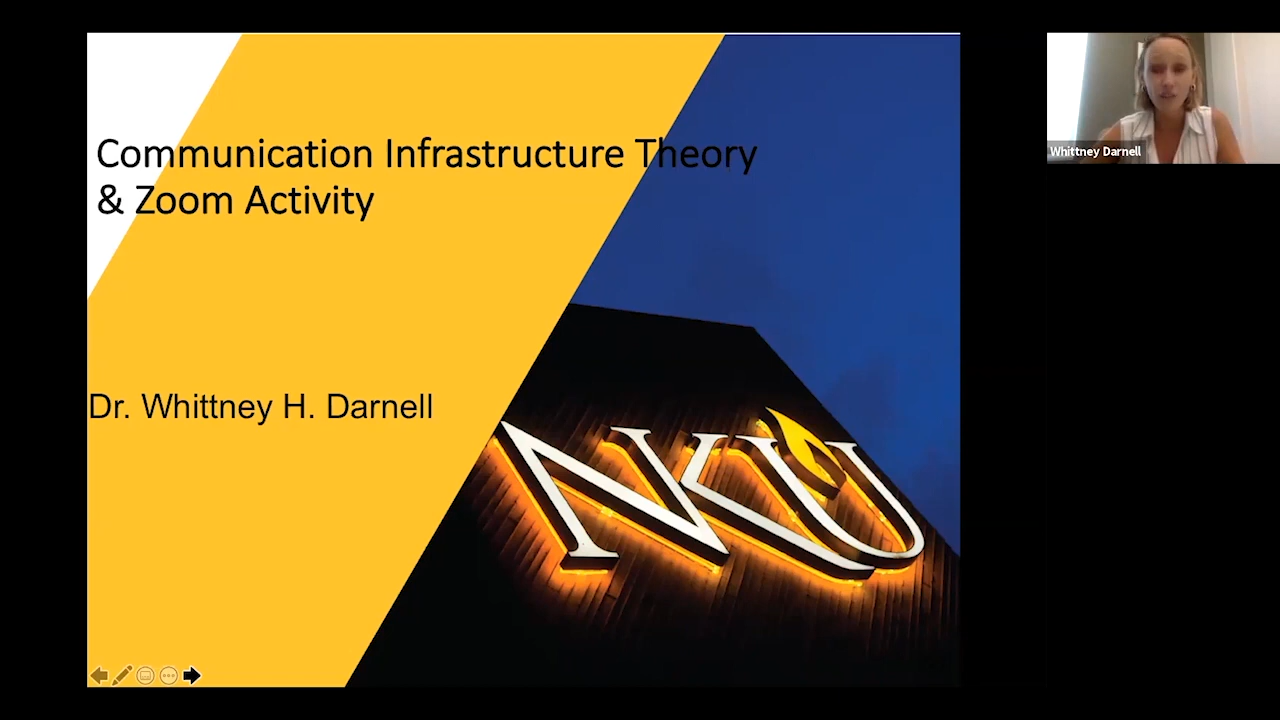 Communication Infrastructure Theory
& Zoom Activity
Dr. Whittney H. Darnell
NKU
Whittney Darnell